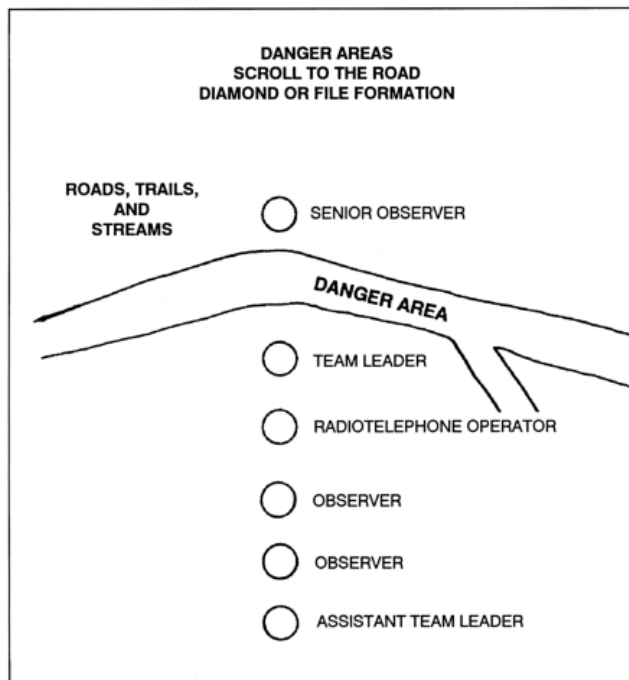 DANGER AREAS
SCROLL TO THE ROAD
DIAMOND OR FILE FORMATION
ROADS, TRAILS,
AND
STREAMS
SENIOR OBSERVER
DANGER AREA
TEAM LEADER
RADIOTELEPHONE OPERATOR
OBSERVER
OBSERVER
ASSISTANT TEAM LEADER